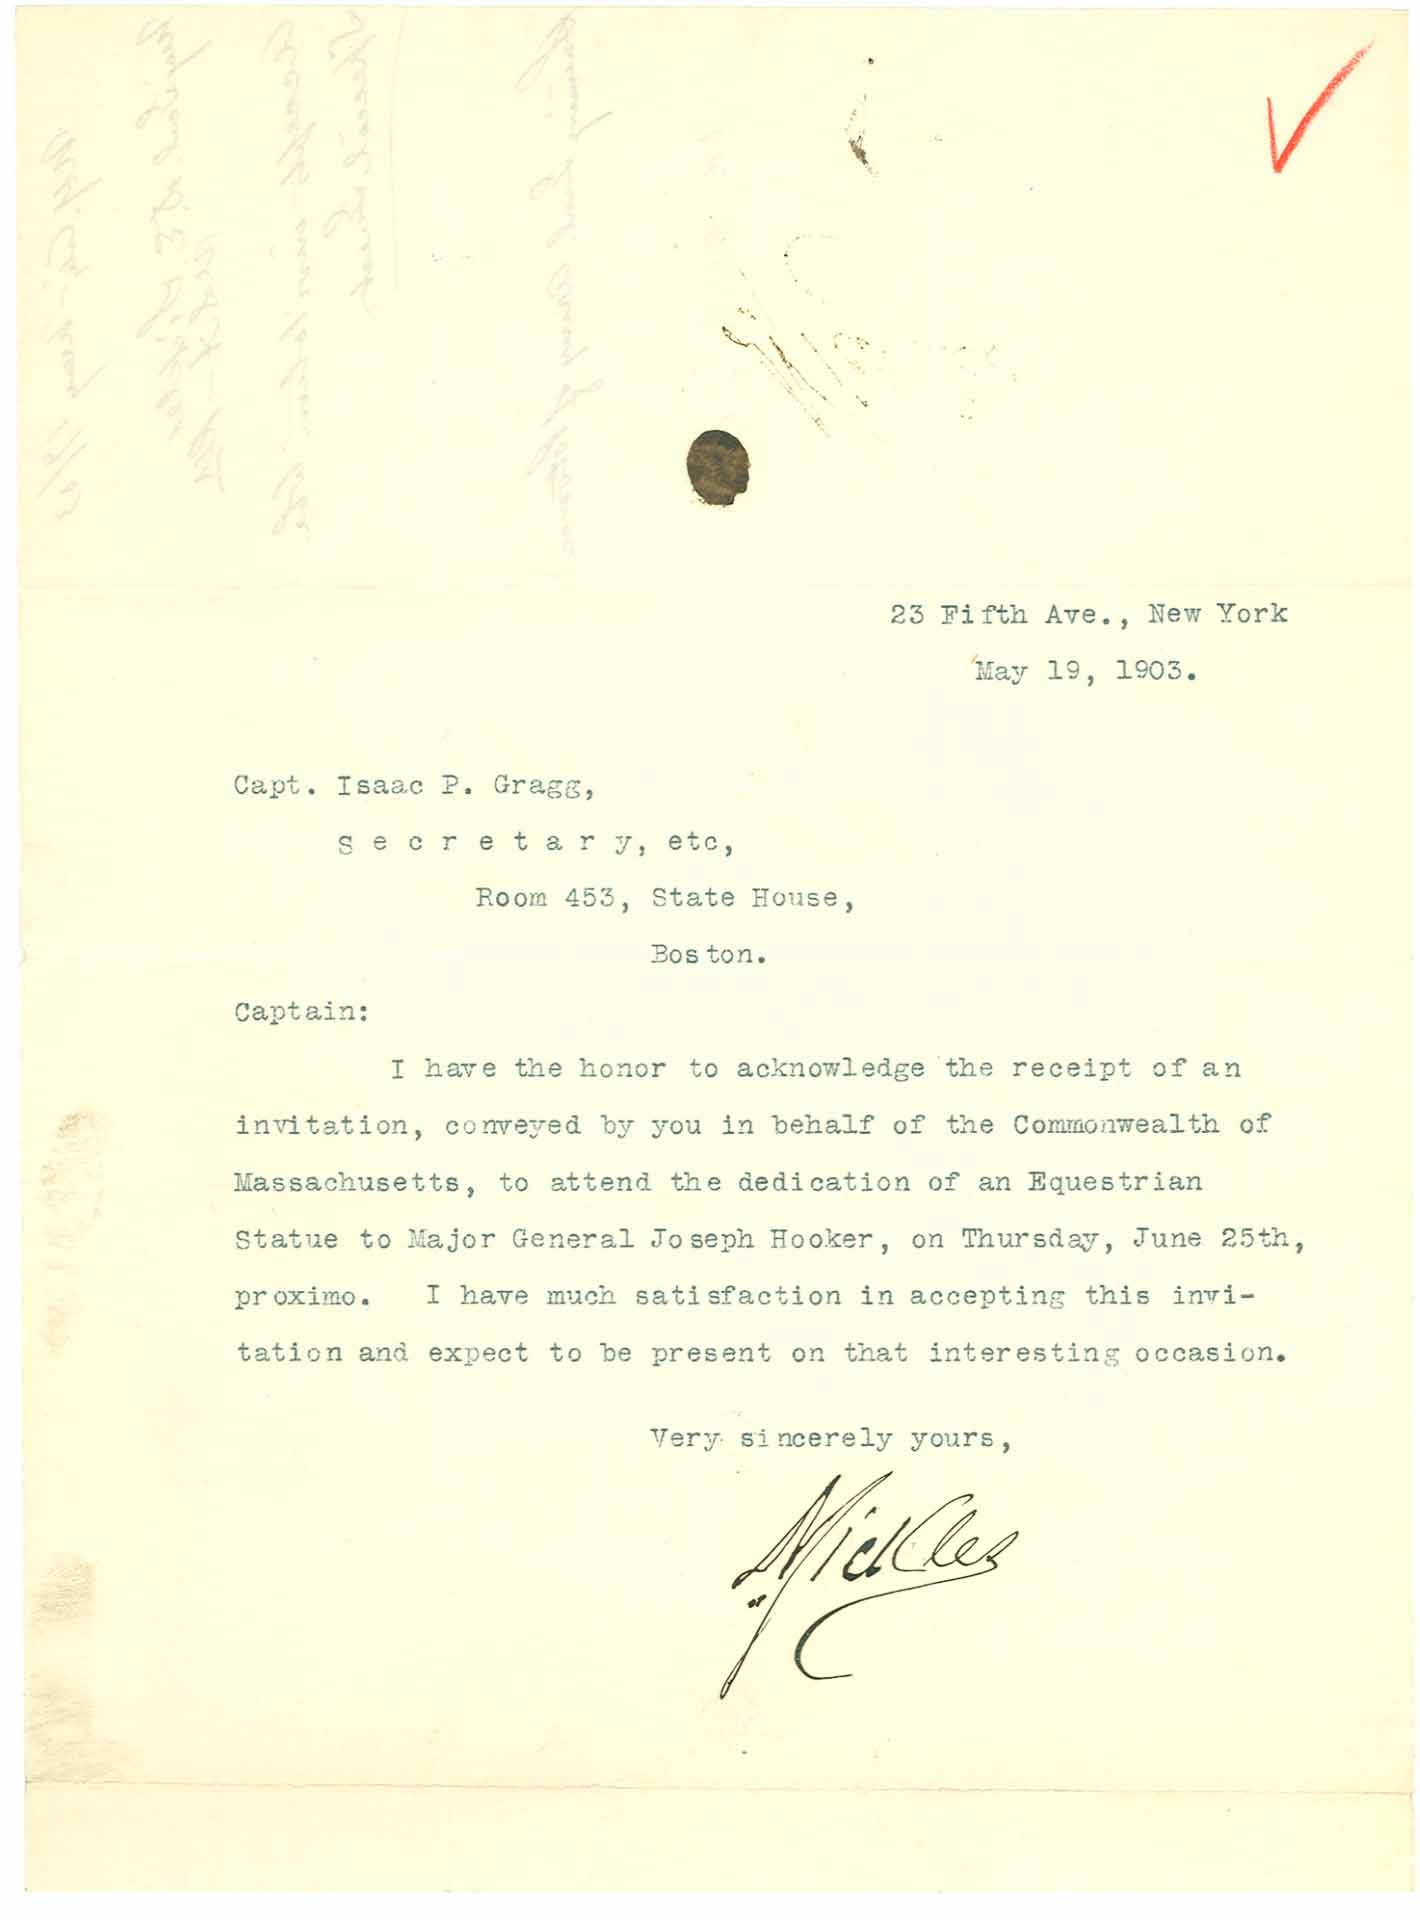 23 Fifth Ave., New York
May 19, 1903.
Capt. Isaac P. Gragg,
S e c r e t a r y, etc,
Room 453, State House,
Boston.
Captain:
I have the honor to acknowledge the receipt of an
invitation, conveyed by you in behalf of the Commonwealth of
Massachusetts, to attend the dedication of an Equestrian
Statue to Major General Joseph Hooker, on Thursday, June 25th,
proximo. I have much satisfaction in accepting this invi-
tation and expect to be present on that interesting occasion.
Very sincerely yours,